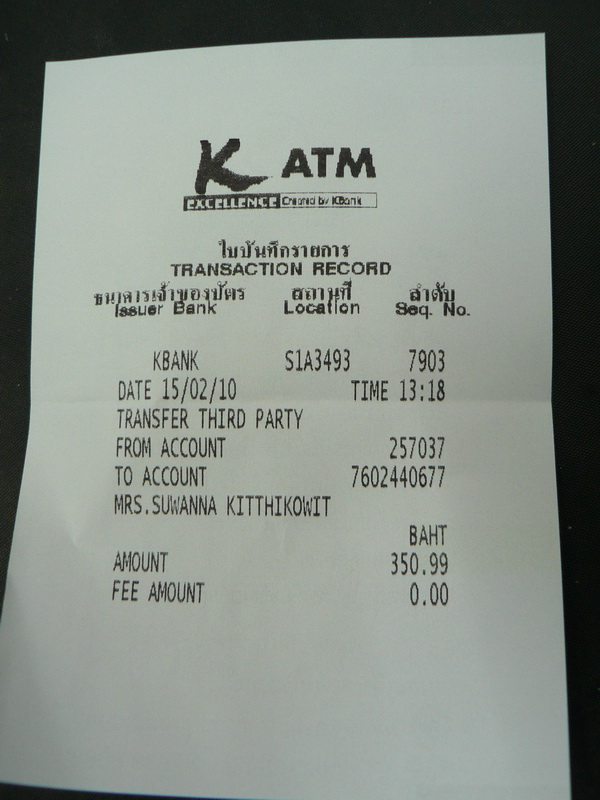 K ATM
EXCELLENCE Created by KBank
ใบบันทึกรายการ
TRANSACTION RECORD
ธนาคารเจ้าของบัตร สถานที่ ลำดับ
Issuer Bank Location Seq. No.
KBANK S1A3493 7903
DATE 15/02/10 TIME 13:18
TRANSFER THIRD PARTY
FROM ACCOUNT 257037
TO ACCOUNT 7602440677
MRS.SUWANNA KITTHIKOWIT
BAHT
AMOUNT 350.99
FEE AMOUNT 0.00